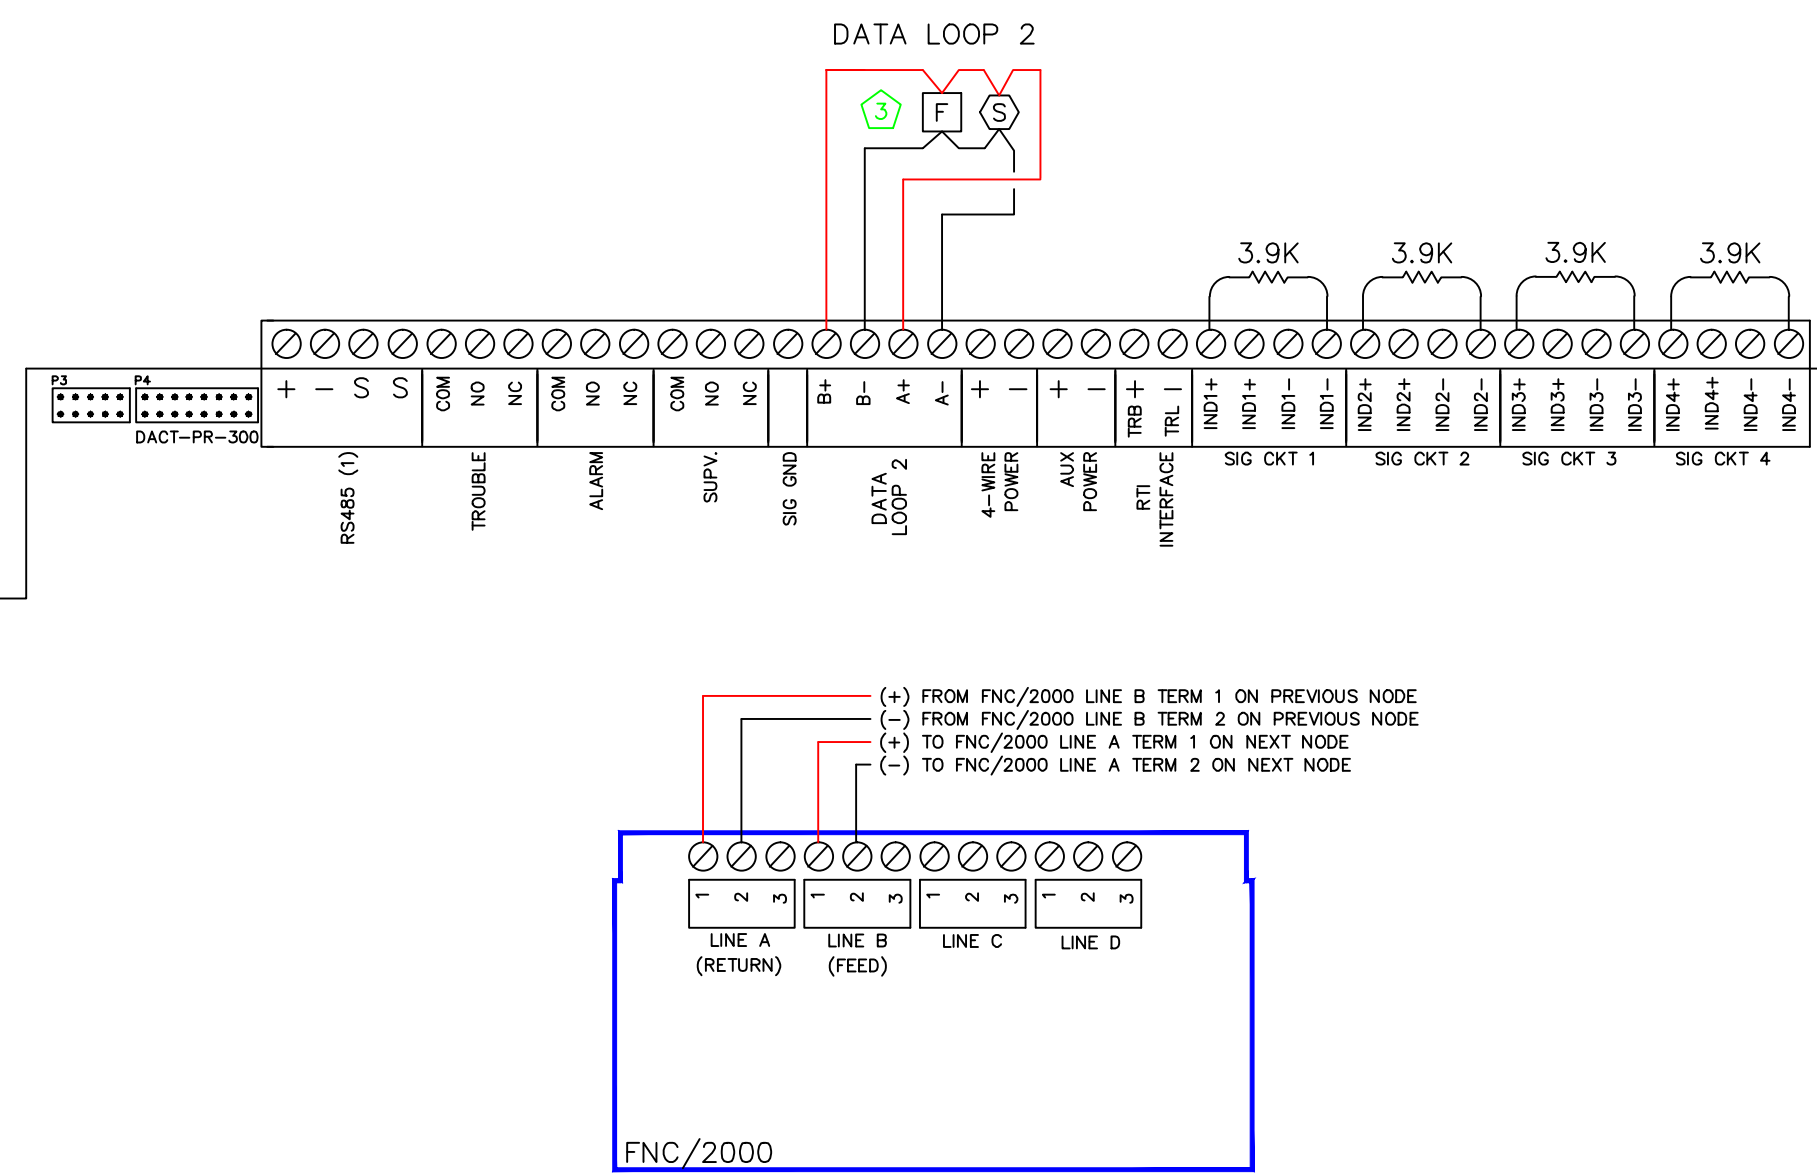 DATA LOOP 2
3 F S
3.9K 3.9K 3.9K 3.9K
P3 P4
+ - S S COM NO NC COM NO NC COM NO NC B+ B- A+ A- + - + - TRB + TRL - IND1+ IND1+ IND1- IND1- IND2+ IND2+ IND2- IND2- IND3+ IND3+ IND3- IND3- IND4+ IND4+ IND4- IND4-
DACT-PR-300
RS485 (1)
TROUBLE
ALARM
SUPV.
SIG GND
DATA
LOOP 2
4-WIRE
POWER
AUX
POWER
RTI
INTERFACE
SIG CKT 1
SIG CKT 2
SIG CKT 3
SIG CKT 4
(+) FROM FNC/2000 LINE B TERM 1 ON PREVIOUS NODE
(-) FROM FNC/2000 LINE B TERM 2 ON PREVIOUS NODE
(+) TO FNC/2000 LINE A TERM 1 ON NEXT NODE
(-) TO FNC/2000 LINE A TERM 2 ON NEXT NODE
1 2 3 1 2 3 1 2 3 1 2 3
LINE A LINE B LINE C LINE D
(RETURN) (FEED)
FNC/2000